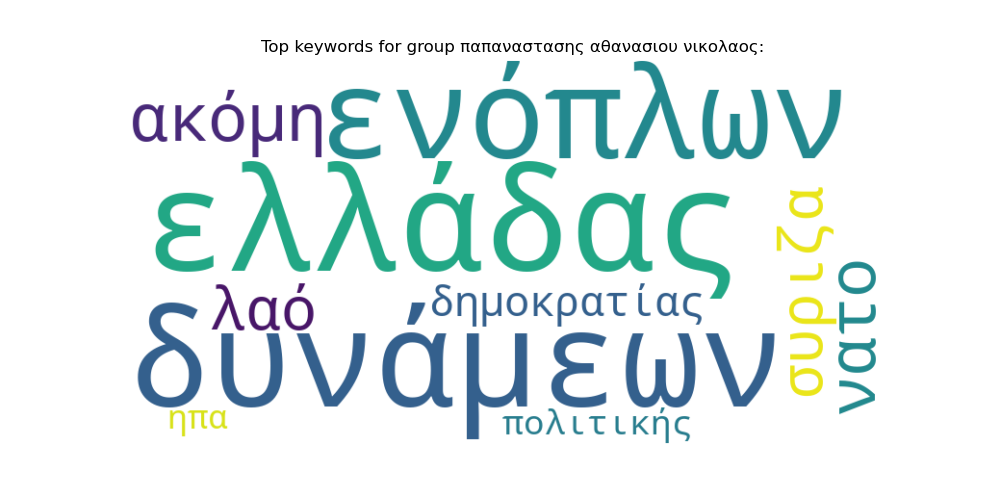 Top keywords for group παπαναστασης αθανασιου νικολαος:
ακόμη
ενόπλων
ελλάδας
συριζα
νατο
λαό
δημοκρατίας
δυνάμεων
ηπα
πολιτικής